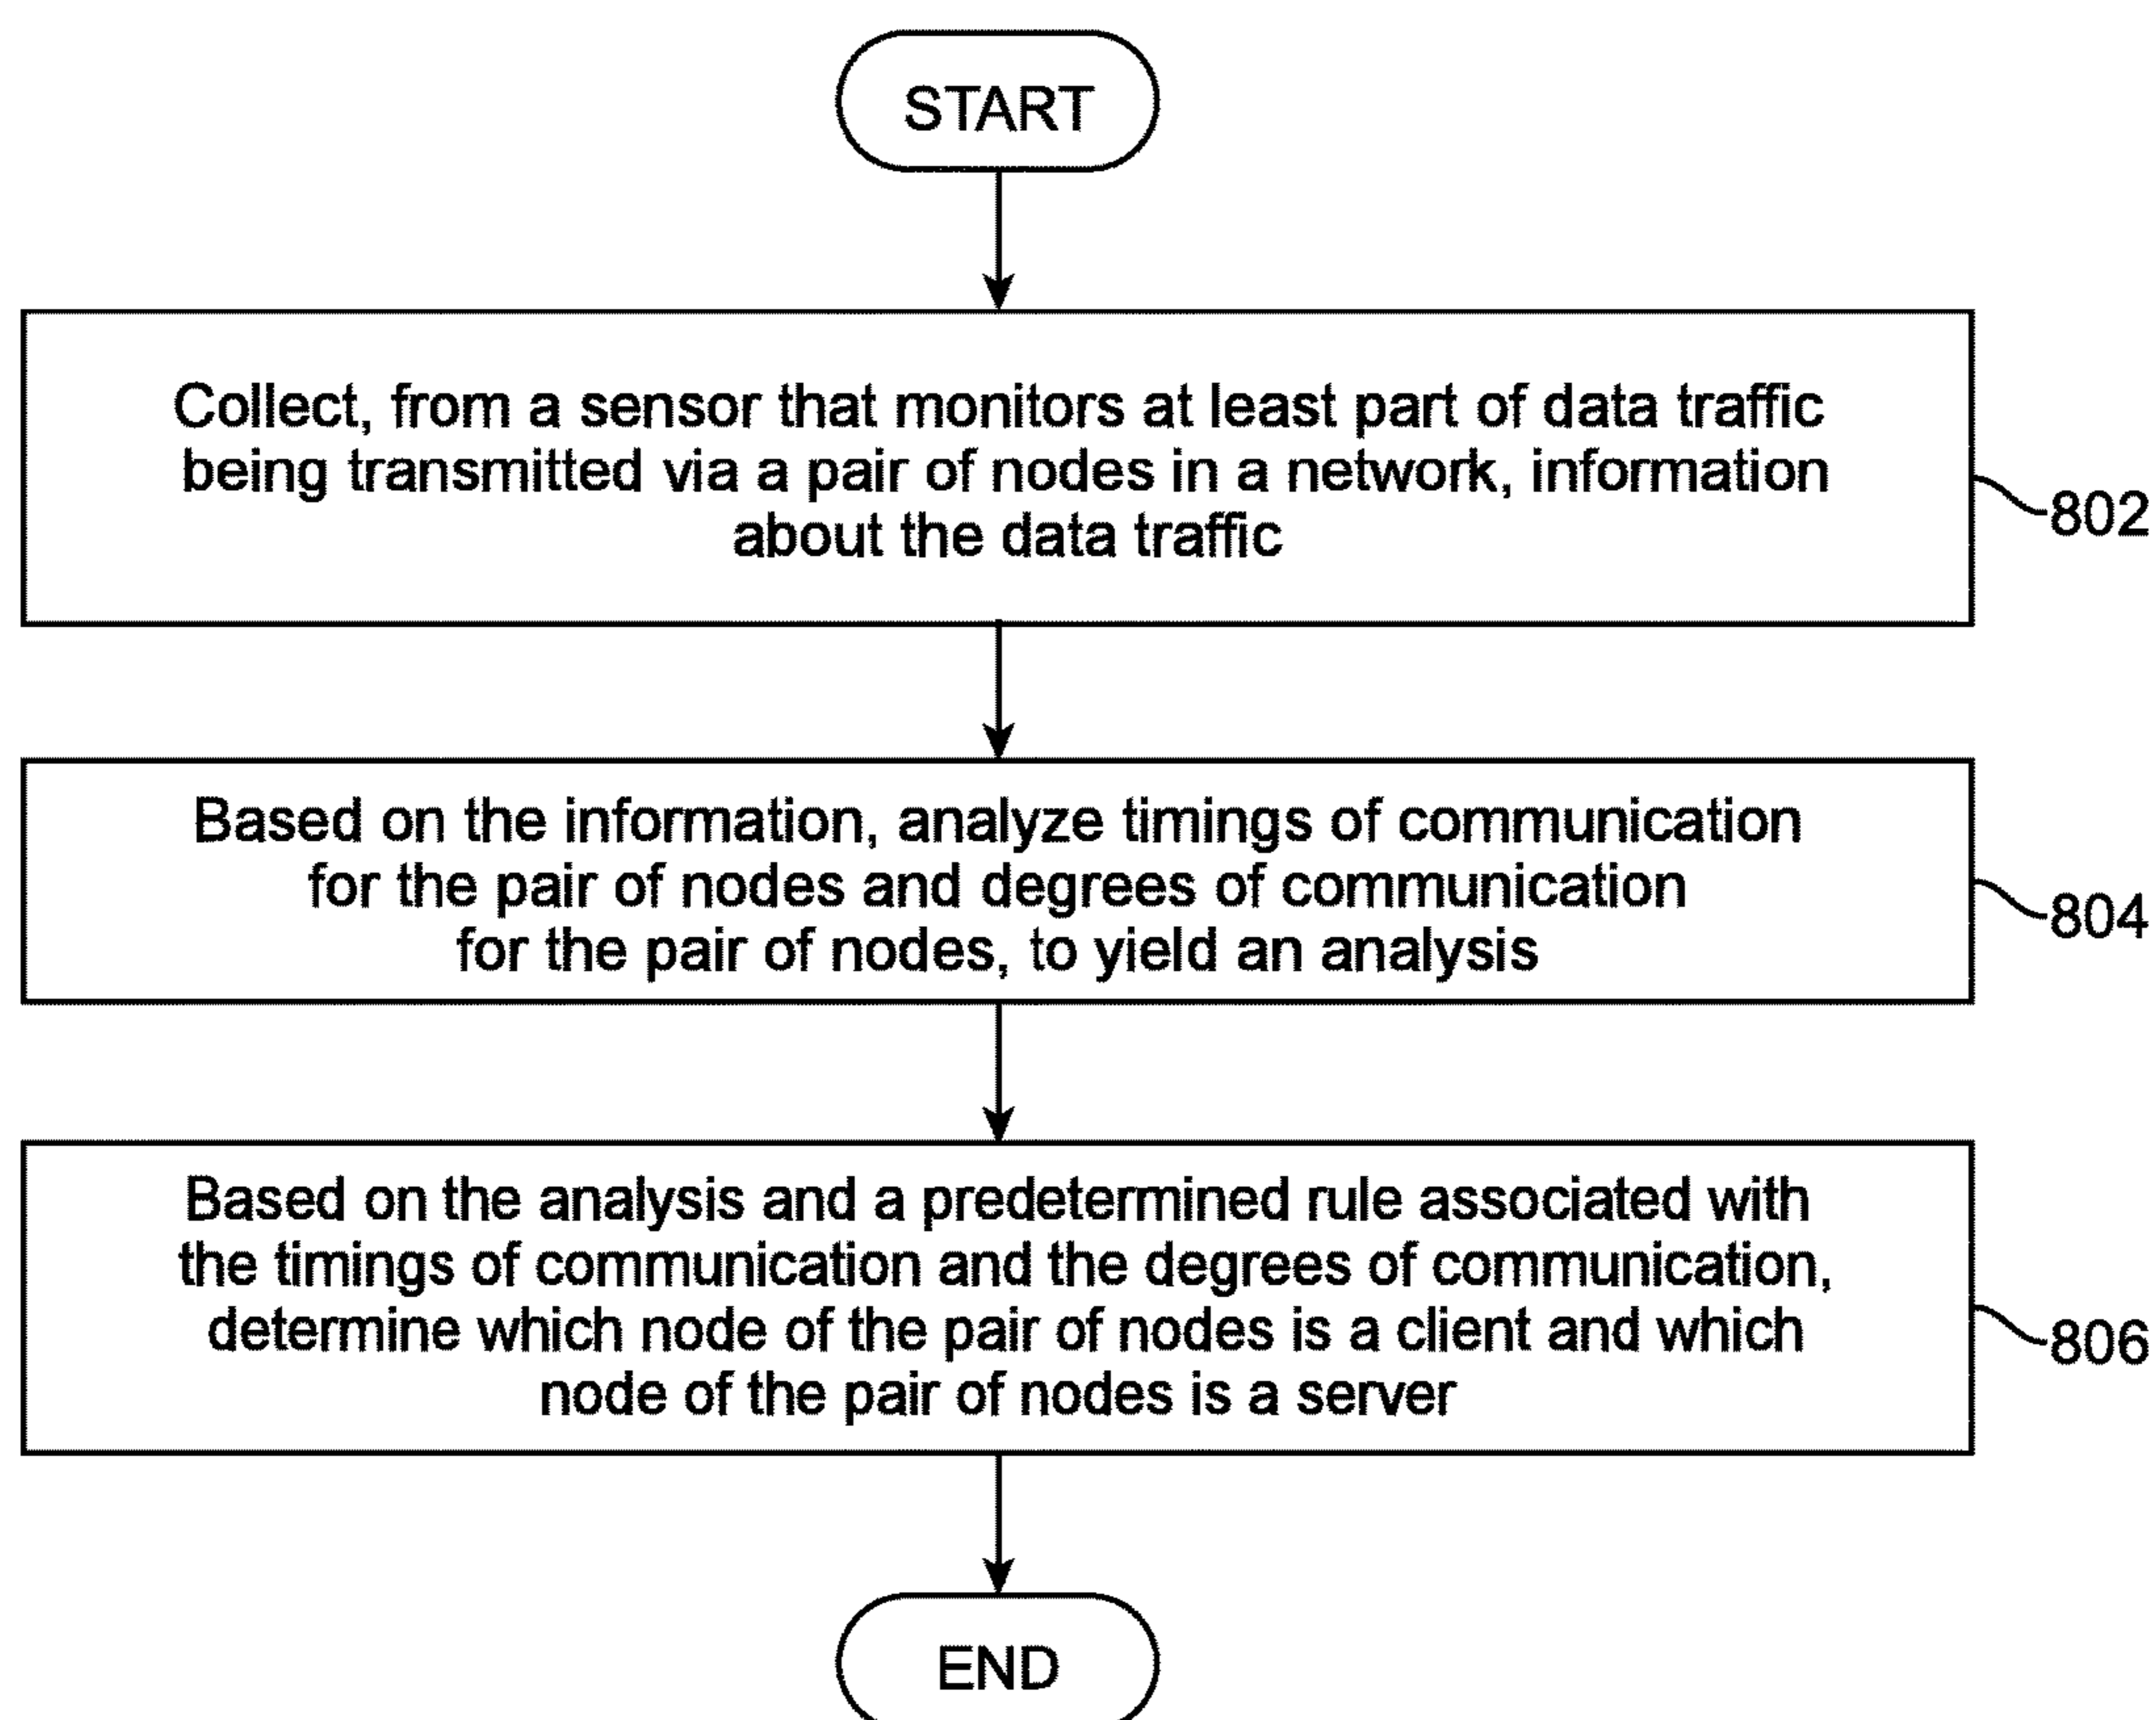 START
Collect, from a sensor that monitors at least part of data traffic
being transmitted via a pair of nodes in a network, information
about the data traffic
802
Based on the information, analyze timings of communication
for the pair of nodes and degrees of communication
for the pair of nodes, to yield an analysis
804
Based on the analysis and a predetermined rule associated with
the timings of communication and the degrees of communication,
determine which node of the pair of nodes is a client and which
node of the pair of nodes is a server
806
END